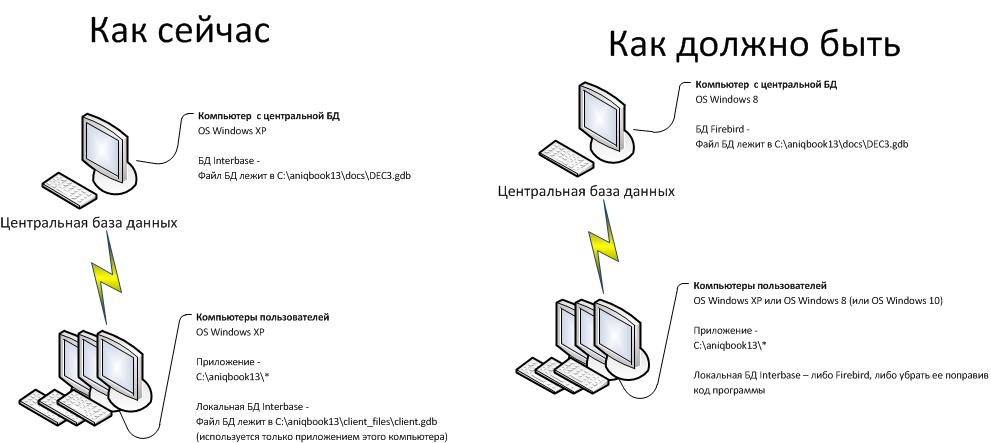 Как сейчас
Компьютер с центральной БД
OS Windows XP
БД Interbase -
Файл БД лежит в C:\aniqbook13\docs\DEC3.gdb
Центральная база данных
Компьютеры пользователей
OS Windows XP
Приложение -
C:\aniqbook13\*
Локальная БД Interbase -
Файл БД лежит в C:\aniqbook13\client_files\client.gdb
(используется только приложением этого компьютера)
Как должно быть
Компьютер с центральной БД
OS Windows 8
БД Firebird -
Файл БД лежит в C:\aniqbook13\docs\DEC3.gdb
Центральная база данных
Компьютеры пользователей
OS Windows XP или OS Windows 8 (или OS Windows 10)
Приложение -
C:\aniqbook13\*
Локальная БД Interbase – либо Firebird, либо убрать ее поправив
код программы